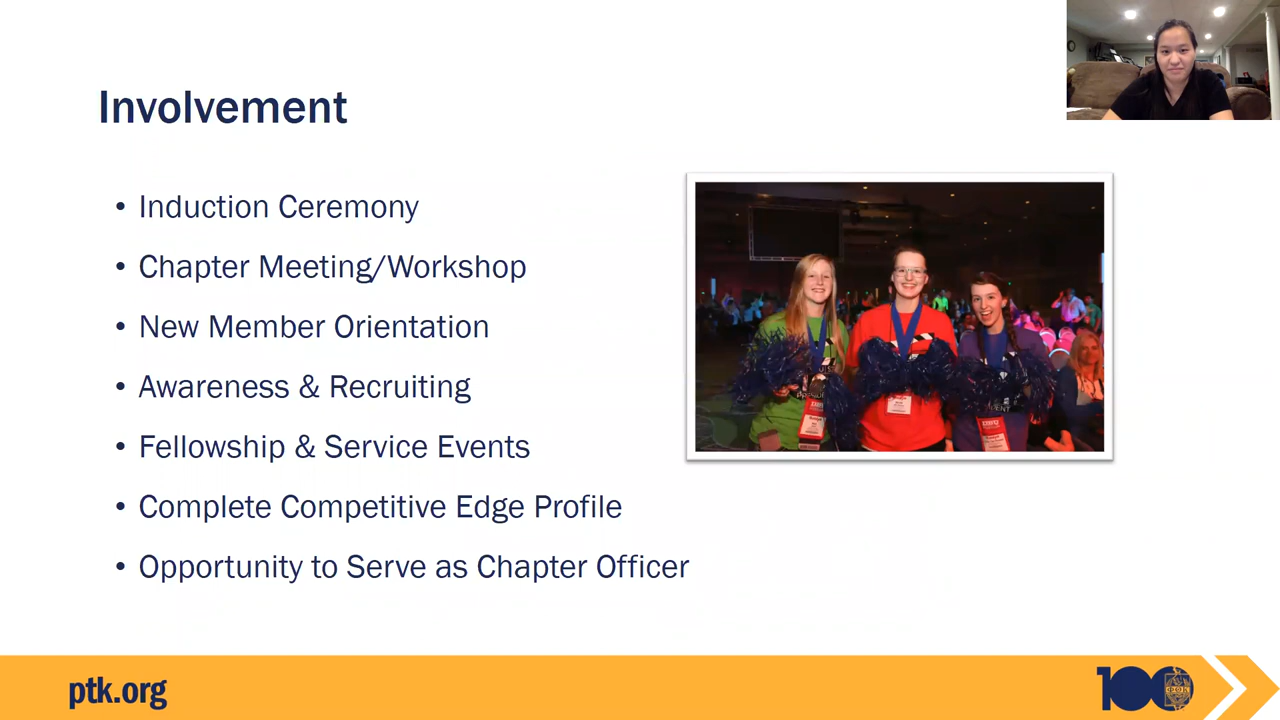 Involvement
• Induction Ceremony
• Chapter Meeting/Workshop
• New Member Orientation
• Awareness & Recruiting
• Fellowship & Service Events
• Complete Competitive Edge Profile
• Opportunity to Serve as Chapter Officer
ptk.org
100
ΦΘΚ